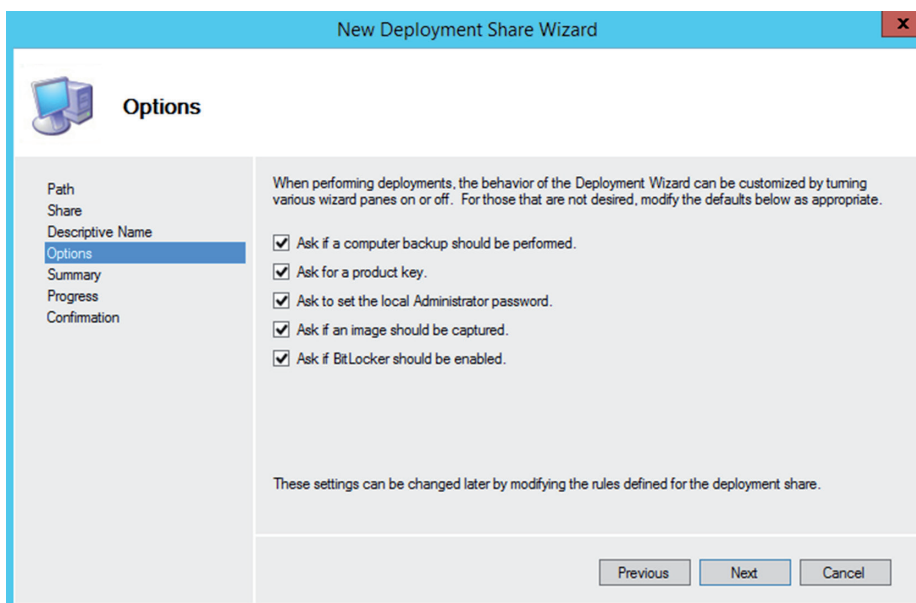 New Deployment Share Wizard
x
Options
Path
Share
Descriptive Name
Options
Summary
Progress
Confirmation
When performing deployments, the behavior of the Deployment Wizard can be customized by turning
various wizard panes on or off.  For those that are not desired, modify the defaults below as appropriate.
Ask if a computer backup should be performed.
Ask for a product key.
Ask to set the local Administrator password.
Ask if an image should be captured.
Ask if BitLocker should be enabled.
These settings can be changed later by modifying the rules defined for the deployment share.
Previous Next Cancel